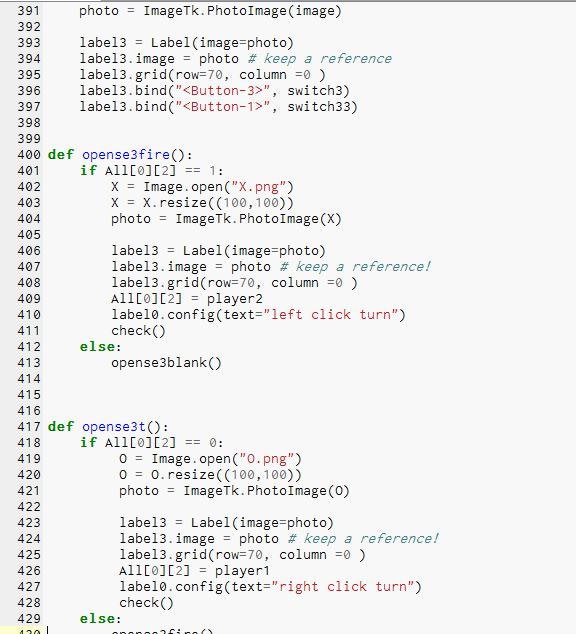 391 photo = ImageTk.PhotoImage(image)
392
393 label3 = Label(image=photo)
394 label3.image = photo # keep a reference
395 label3.grid(row=70, column =0 )
396 label3.bind("<Button-3>", switch3)
397 label3.bind("<Button-1>", switch33)
398
399
400 def opense3fire():
401 if All[0][2] == 1:
402 X = Image.open("X.png")
403 X = X.resize((100,100))
404 photo = ImageTk.PhotoImage(X)
405
406 label3 = Label(image=photo)
407 label3.image = photo # keep a reference!
408 label3.grid(row=70, column =0 )
409 All[0][2] = player2
410 label0.config(text="left click turn")
411 check()
412 else:
413 opense3blank()
414
415
416
417 def opense3t():
418 if All[0][2] == 0:
419 O = Image.open("O.png")
420 O = O.resize((100,100))
421 photo = ImageTk.PhotoImage(O)
422
423 label3 = Label(image=photo)
424 label3.image = photo # keep a reference!
425 label3.grid(row=70, column =0 )
426 All[0][2] = player1
427 label0.config(text="right click turn")
428 check()
429 else: